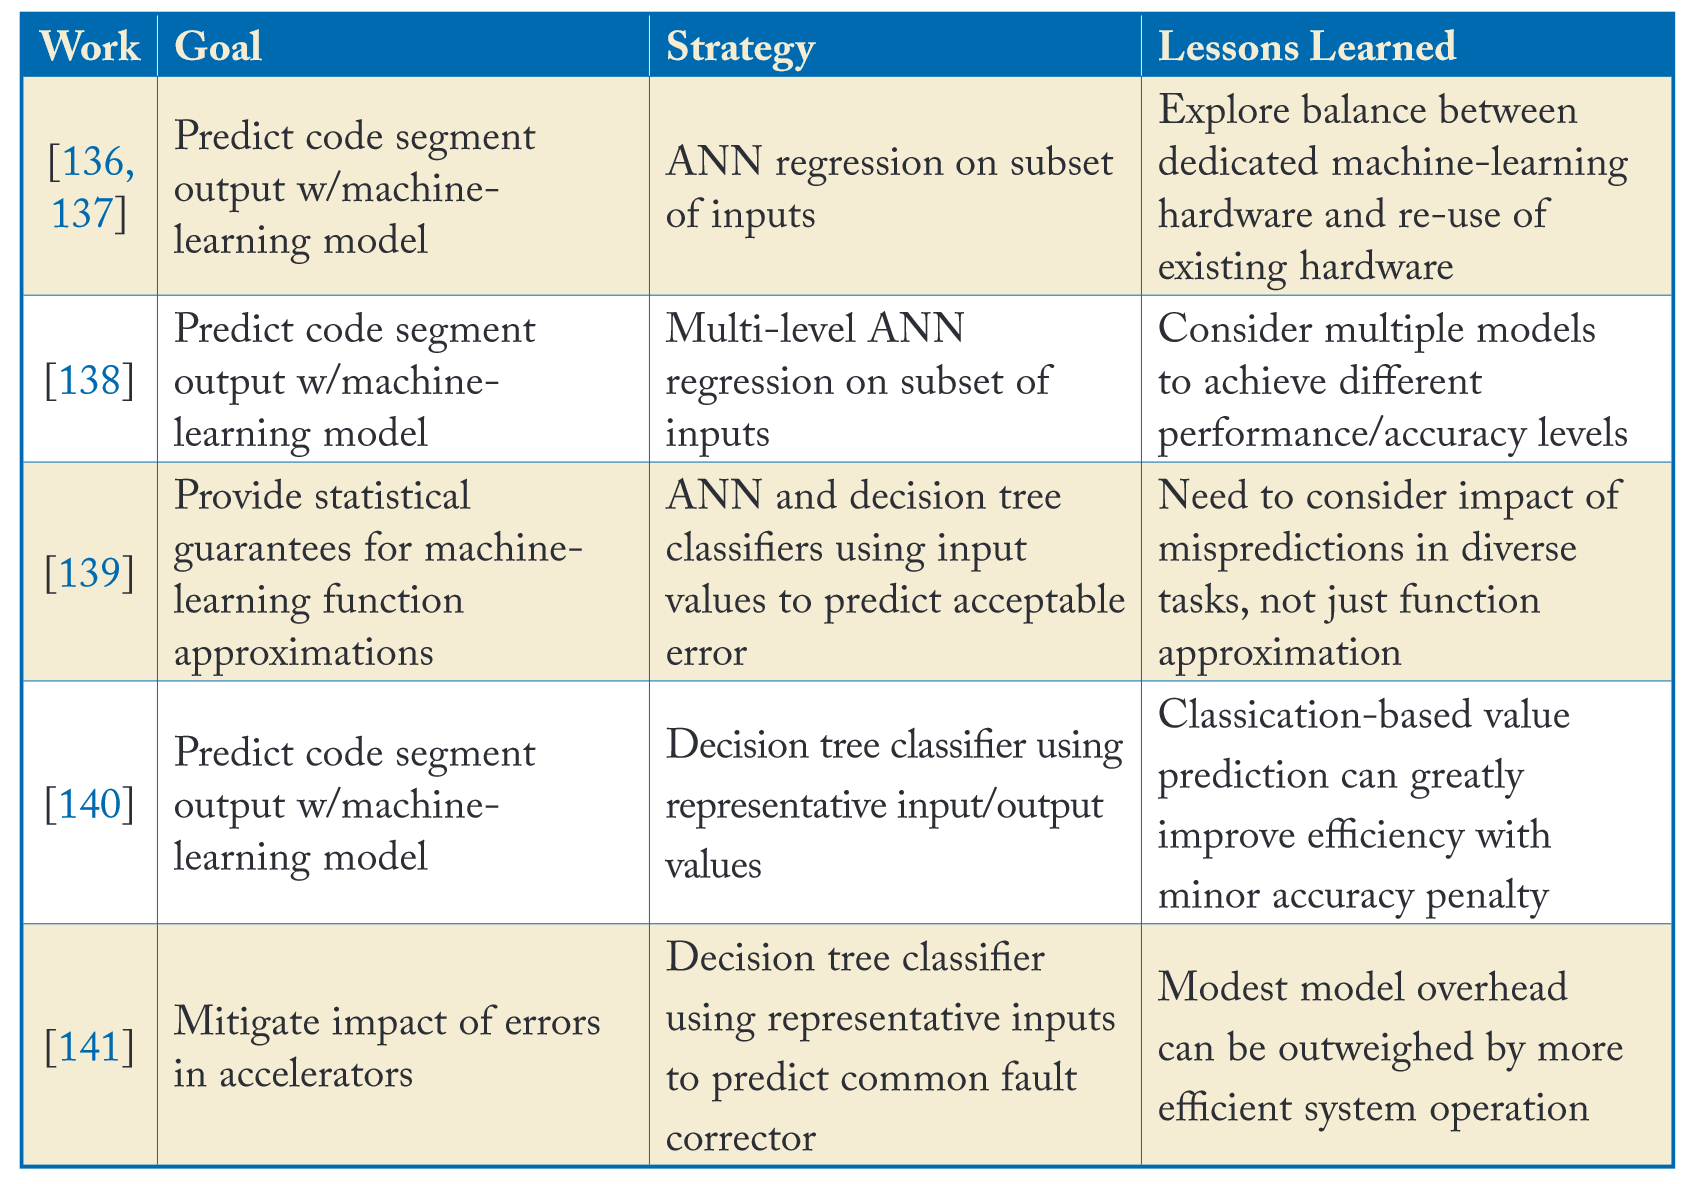 Work Goal Strategy Lessons Learned
[136,
137]
Predict code segment
output w/machine-
learning model
ANN regression on subset
of inputs
Explore balance between
dedicated machine-learning
hardware and re-use of
existing hardware
[138]
Predict code segment
output w/machine-
learning model
Multi-level ANN
regression on subset of
inputs
Consider multiple models
to achieve different
performance/accuracy levels
[139]
Provide statistical
guarantees for machine-
learning function
approximations
ANN and decision tree
classifiers using input
values to predict acceptable
error
Need to consider impact of
mispredictions in diverse
tasks, not just function
approximation
[140]
Predict code segment
output w/machine-
learning model
Decision tree classifier using
representative input/output
values
Classication-based value
prediction can greatly
improve efficiency with
minor accuracy penalty
[141]
Mitigate impact of errors
in accelerators
Decision tree classifier
using representative inputs
to predict common fault
corrector
Modest model overhead
can be outweighed by more
efficient system operation